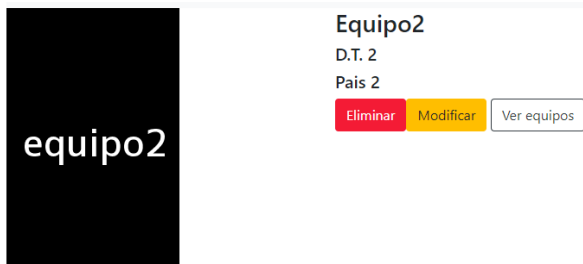 equipo2
Equipo2
D.T. 2
Pais 2
Eliminar Modificar Ver equipos